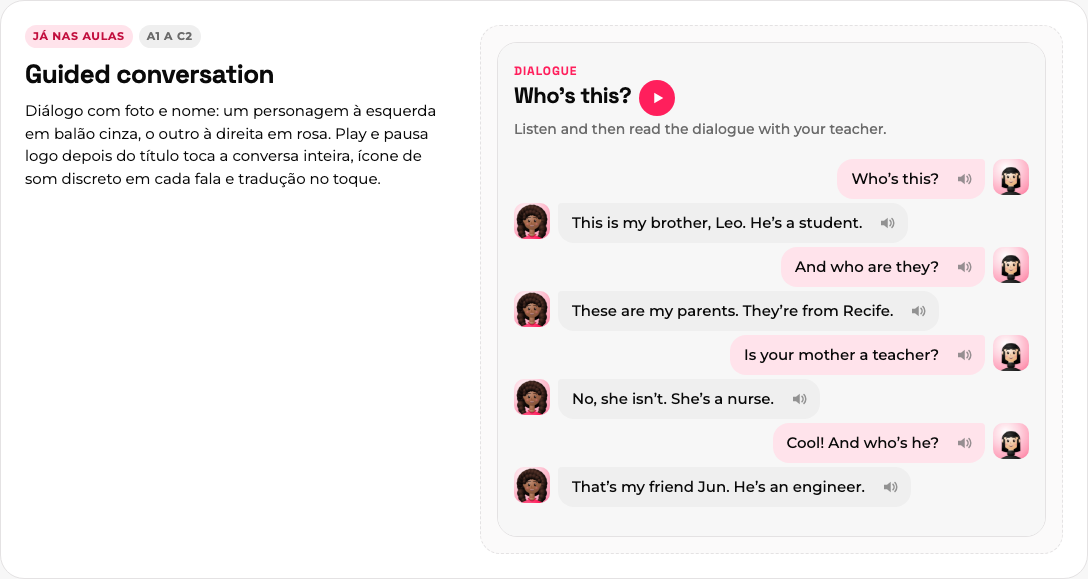 JÁ NAS AULAS
A1 A C2
Guided conversation
Diálogo com foto e nome: um personagem à esquerda
em balão cinza, o outro à direita em rosa. Play e pausa
logo depois do título toca a conversa inteira, ícone de
som discreto em cada fala e tradução no toque.
DIALOGUE
Who's this?
Listen and then read the dialogue with your teacher.
Who's this?
This is my brother, Leo. He's a student.
And who are they?
These are my parents. They're from Recife.
Is your mother a teacher?
No, she isn't. She's a nurse.
Cool! And who's he?
That's my friend Jun. He's an engineer.